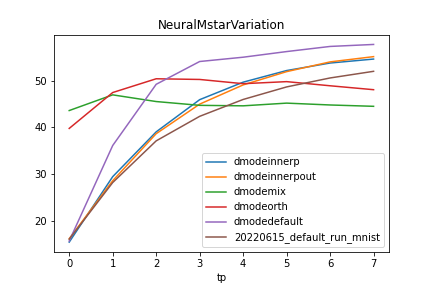 NeuralMstarVariation
50
40
30
20
dmodeinnerp
dmodeinnerpout
dmodemix
dmodeorth
dmodedefault
20220615_default_run_mnist
0 1 2 3 4 5 6 7
tp